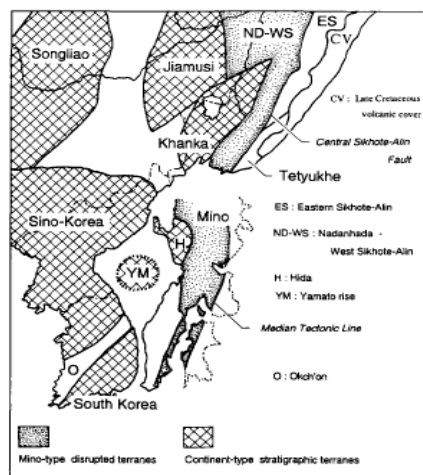 Songliao
Jiamusi
ND-WS
ES
CV
CV : Late Cretaceous
volcanic cover
Central Sikhote-Alin
Fault
Khanka
Tetyukhe
Sino-Korea
Mino
ES : Eastern Sikhote-Alin
ND-WS : Nadanhada -
West Sikhote-Alin
H
YM
H : Hida
YM : Yamato rise
Median Tectonic Line
O
O : Okch'on
South Korea
Mino-type disrupted terranes
Continent-type stratigraphic terranes